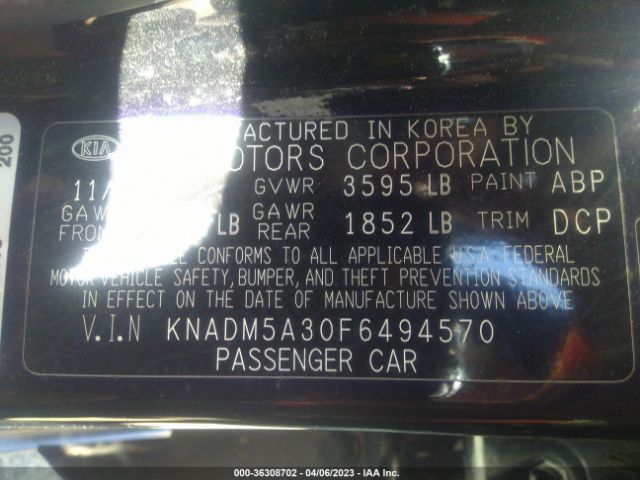 200
KIA
ACTURED IN KOREA BY
OTORS CORPORATION
11/ GVWR 3595 LB PAINT ABP
GAWR FRONT LB GAWR REAR 1852 LB TRIM DCP
CONFORMS TO ALL APPLICABLE U.S.A. FEDERAL
MOTOR VEHICLE SAFETY, BUMPER, AND THEFT PREVENTION STANDARDS
IN EFFECT ON THE DATE OF MANUFACTURE SHOWN ABOVE.
V.I.N KNADM5A30F6494570
PASSENGER CAR
000-36308702 / 04/06/2023 / IAA Inc.